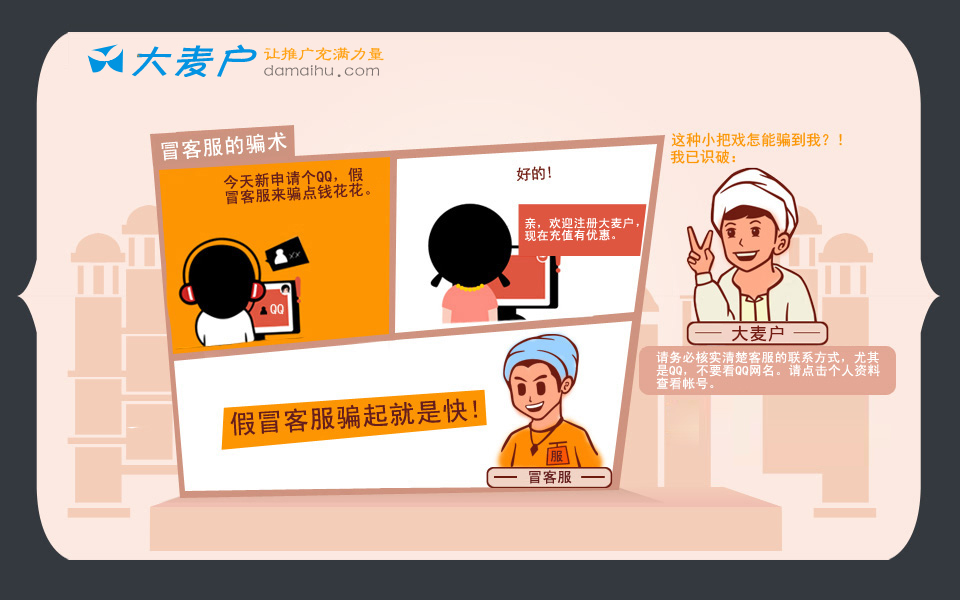 大麦户
让推广充满力量
damaihu.com
冒客服的骗术
今天新申请个QQ，假
冒客服来骗点钱花花。
QQ
好的！
亲，欢迎注册大麦户，
现在充值有优惠。
假冒客服骗起就是快！
服
冒客服
这种小把戏怎能骗到我？！
我已识破：
大麦户
请务必核实清楚客服的联系方式，尤其
是QQ，不要看QQ网名。请点击个人资料
查看帐号。